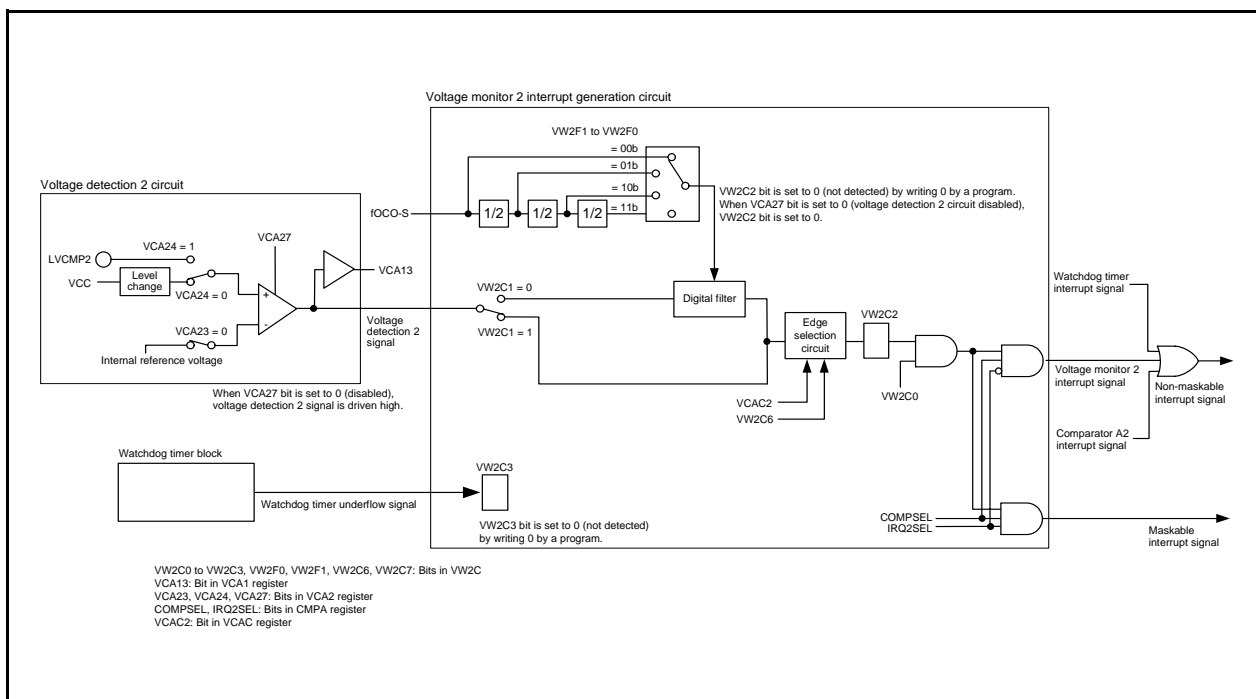 Voltage monitor 2 interrupt generation circuit
VW2F1 to VW2F0
= 00b
= 01b
= 10b
= 11b
fOCO-S
1/2
1/2
1/2
VW2C2 bit is set to 0 (not detected) by writing 0 by a program.
When VCA27 bit is set to 0 (voltage detection 2 circuit disabled),
VW2C2 bit is set to 0.
Voltage detection 2 circuit
VCA27
VCA24 = 1
LVCMP2
VCC
Level
change
VCA24 = 0
+
-
VCA13
VCA23 = 0
Internal reference voltage
Voltage
detection 2
signal
When VCA27 bit is set to 0 (disabled),
voltage detection 2 signal is driven high.
VW2C1 = 0
VW2C1 = 1
Digital filter
Edge
selection
circuit
VW2C2
VCAC2
VW2C6
VW2C0
Watchdog timer
interrupt signal
Voltage monitor 2
interrupt signal
Non-maskable
interrupt signal
Comparator A2
interrupt signal
Watchdog timer block
Watchdog timer underflow signal
VW2C3
VW2C3 bit is set to 0 (not detected)
by writing 0 by a program.
COMPSEL
IRQ2SEL
Maskable
interrupt signal
VW2C0 to VW2C3, VW2F0, VW2F1, VW2C6, VW2C7: Bits in VW2C
VCA13: Bit in VCA1 register
VCA23, VCA24, VCA27: Bits in VCA2 register
COMPSEL, IRQ2SEL: Bits in CMPA register
VCAC2: Bit in VCAC register